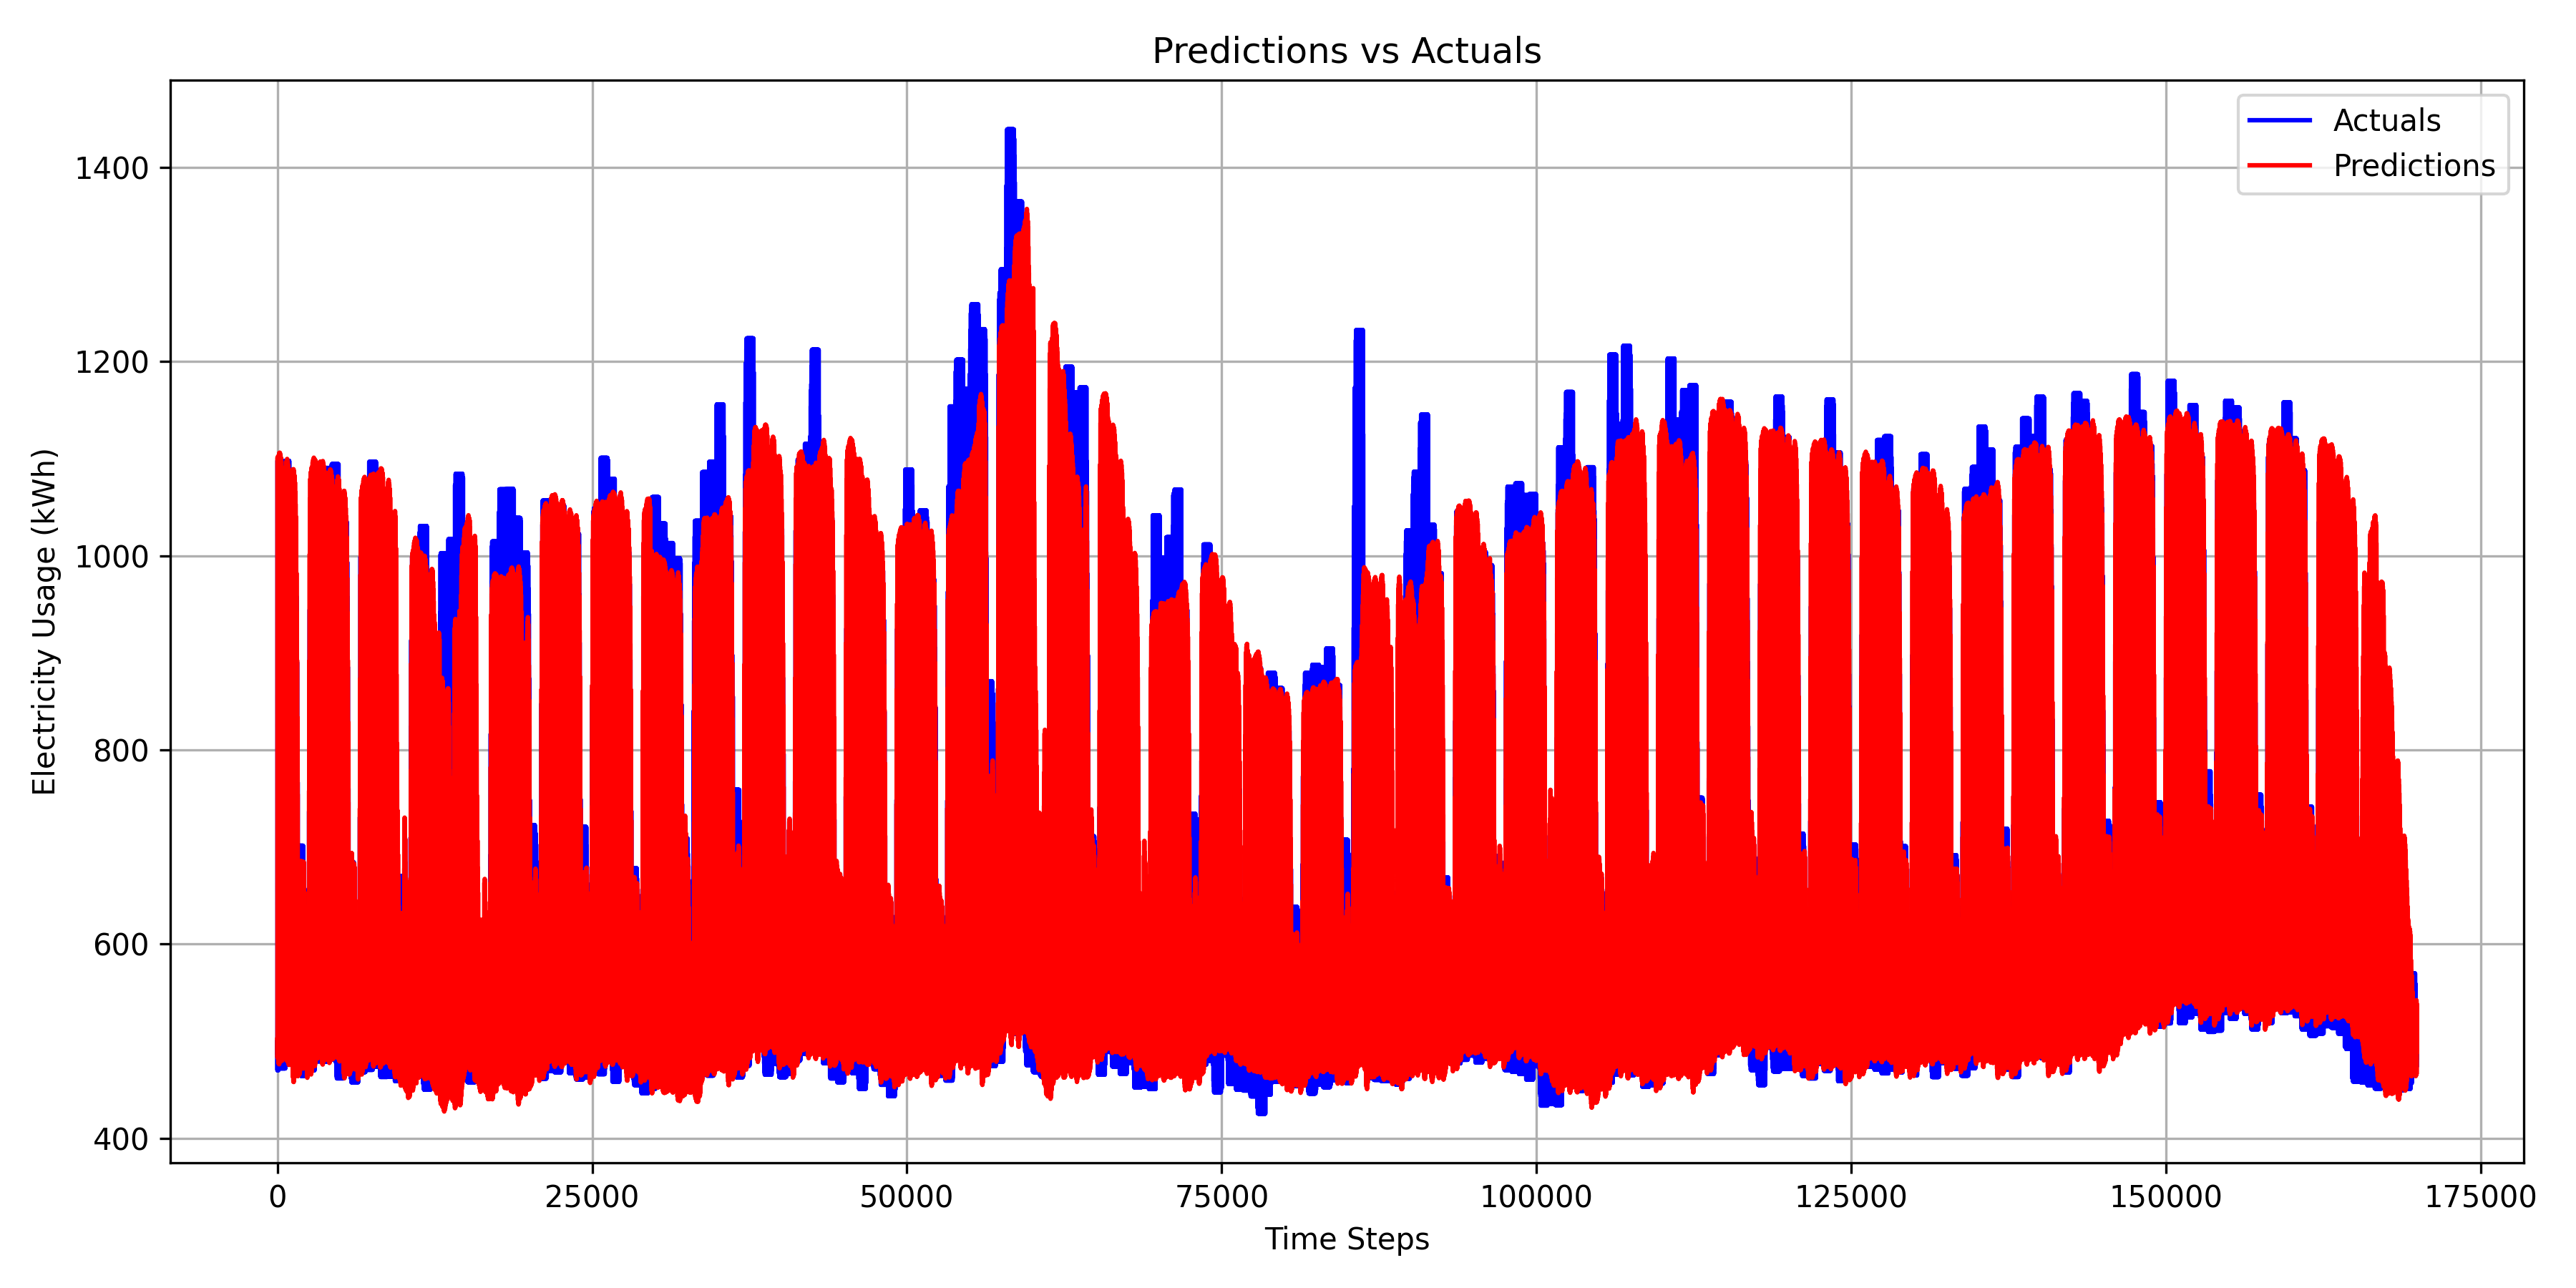 Predictions vs Actuals
Actuals
Predictions
Electricity Usage (kWh)
1400
1200
1000
800
600
400
0 25000 50000 75000 100000 125000 150000 175000
Time Steps